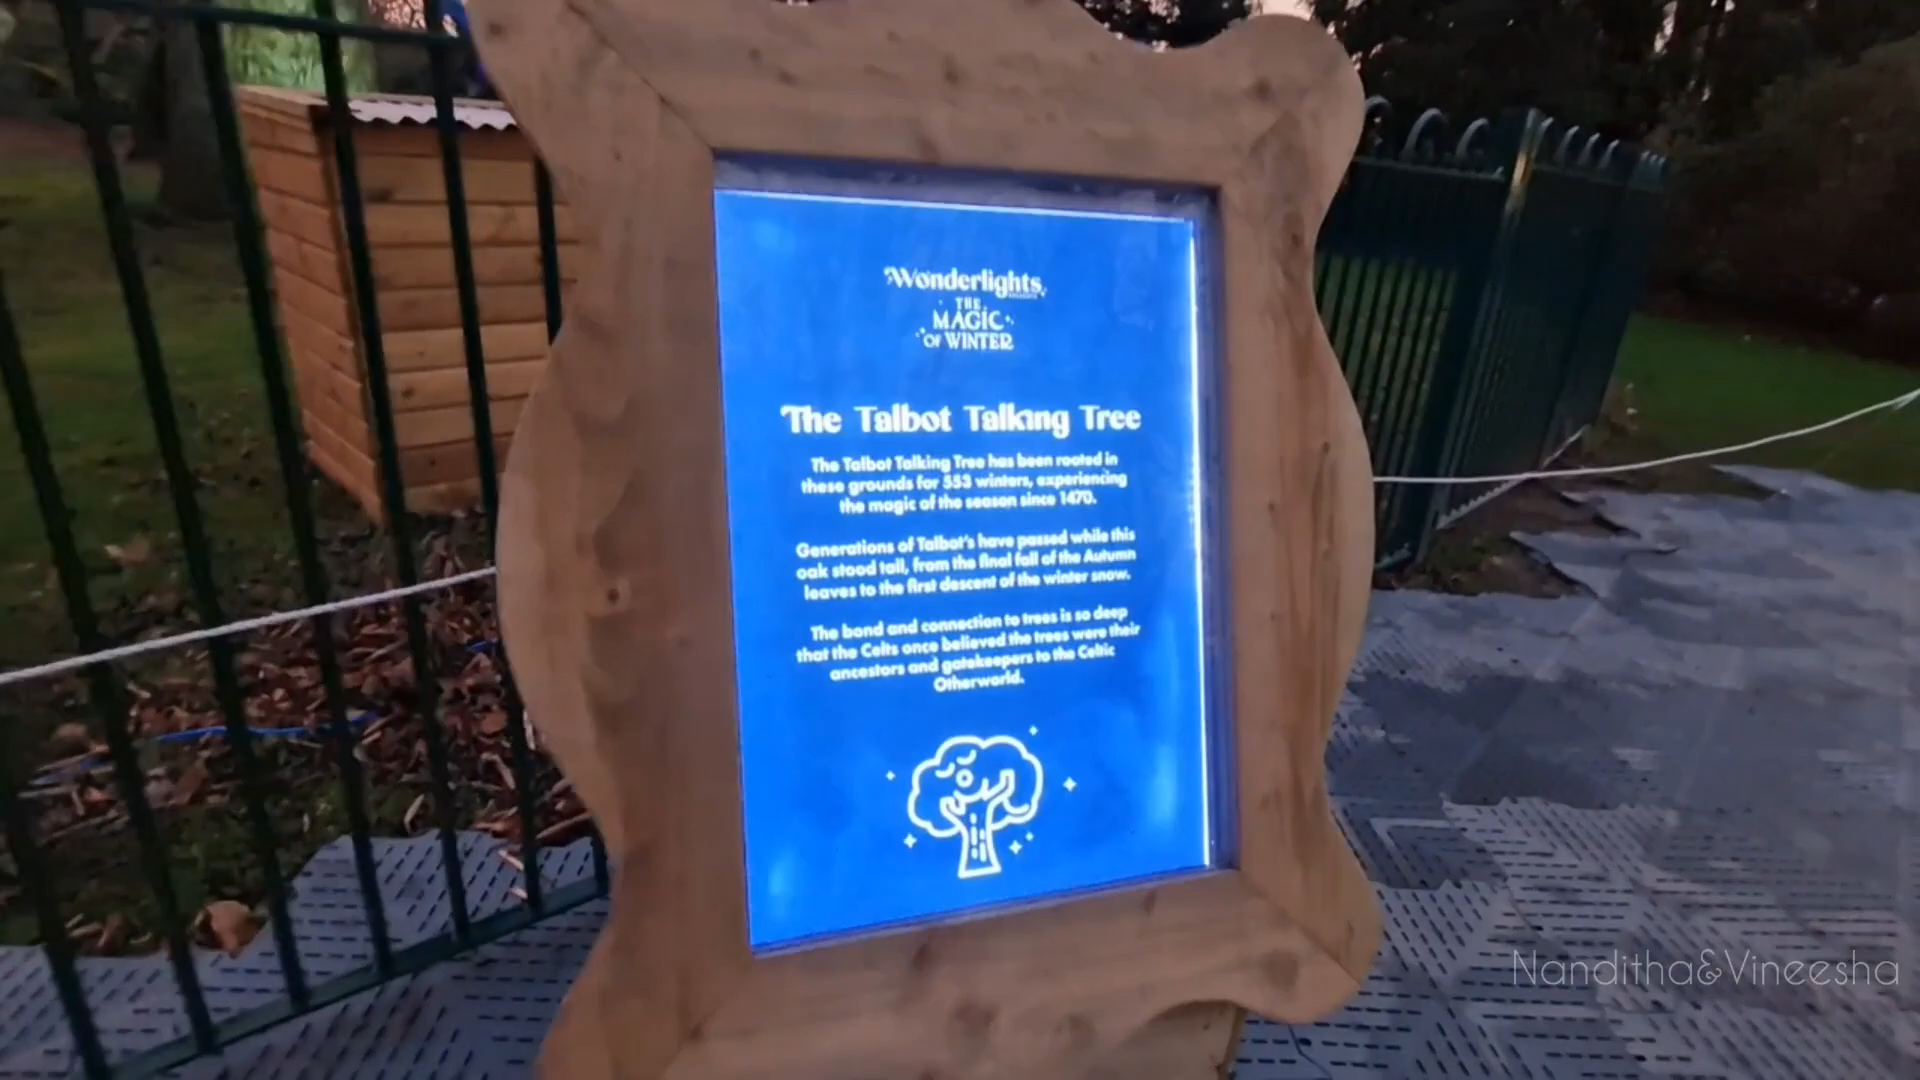 Wonderlights
PRESENTS
THE
MAGIC
OF WINTER
The Talbot Talking Tree
The Talbot Talking Tree has been rooted in
these grounds for 553 winters, experiencing
the magic of the season since 1470.
Generations of Talbot's have passed while this
oak stood tall, from the final fall of the Autumn
leaves to the first descent of the winter snow.
The bond and connection to trees is so deep
that the Celts once believed the trees were their
ancestors and gatekeepers to the Celtic
Otherworld.
Nanditha&Vineesha